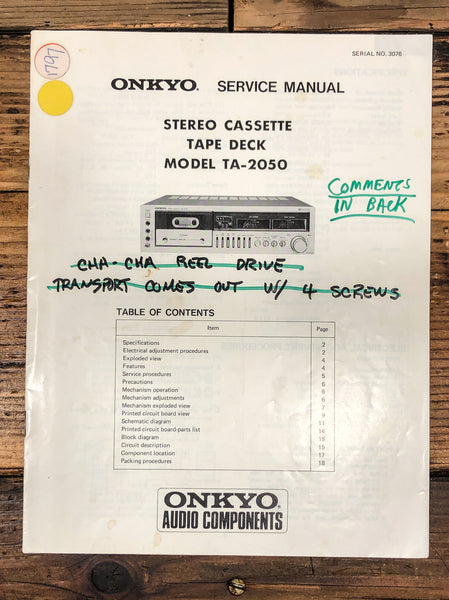 SERIAL NO. 3076
ONKYO. SERVICE MANUAL
STEREO CASSETTE
TAPE DECK
MODEL TA-2050
COMMENTS
IN BACK
ONKYO
CHA-CHA REEL DRIVE
TRANSPORT COMES OUT W/ 4 SCREWS
TABLE OF CONTENTS
Item Page
Specifications 2
Electrical adjustment procedures 2
Exploded view 4
Features 4
Service procedures 5
Precautions 6
Mechanism operation 6
Mechanism adjustments 6
Mechanism exploded view 7
Printed circuit board view 9
Schematic diagram 11
Printed circuit board-parts list 14
Block diagram 15
Circuit description 15
Component location 17
Packing procedures 18
ONKYO
AUDIO COMPONENTS